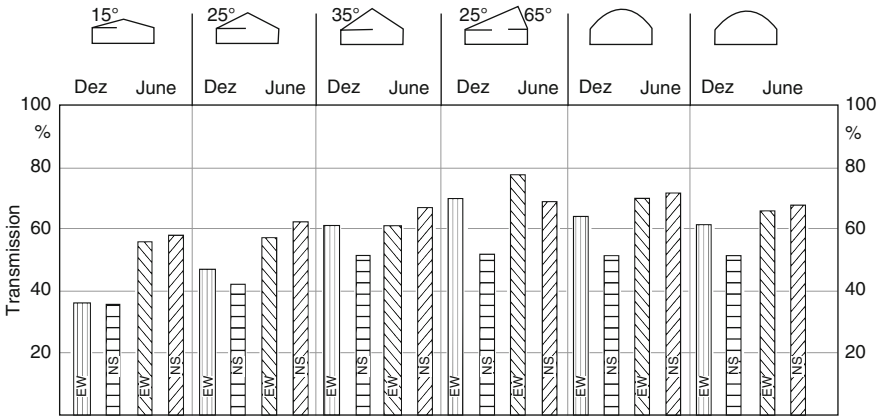 15° 25° 35° 25° 65°
Dez June Dez June Dez June Dez June Dez June Dez June
100 100
% %
80 80
60 60
40 40
20 20
Transmission
EW NS EW NS EW NS EW NS EW NS EW NS EW NS EW NS EW NS EW NS EW NS EW NS